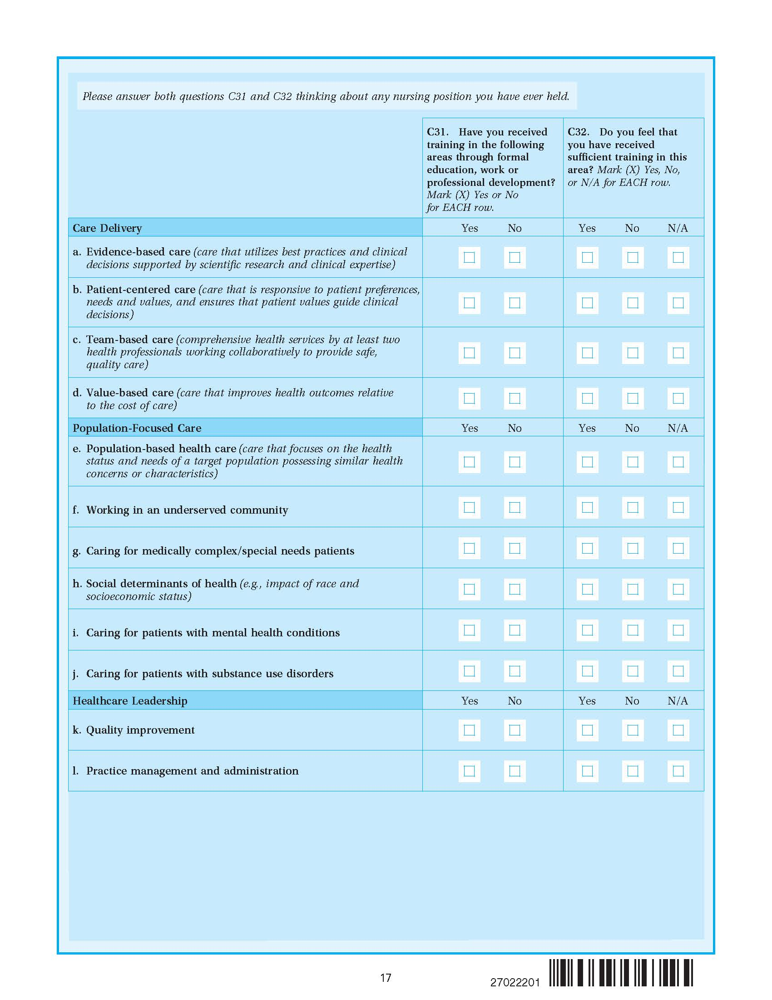 Please answer both questions C31 and C32 thinking about any nursing position you have ever held.
C31. Have you received
training in the following
areas through formal
education, work or
professional development?
Mark (X) Yes or No
for EACH row.
C32. Do you feel that
you have received
sufficient training in this
area? Mark (X) Yes, No,
or N/A for EACH row.
Care Delivery Yes No Yes No N/A
a. Evidence-based care (care that utilizes best practices and clinical
decisions supported by scientific research and clinical expertise)
b. Patient-centered care (care that is responsive to patient preferences,
needs and values, and ensures that patient values guide clinical
decisions)
c. Team-based care (comprehensive health services by at least two
health professionals working collaboratively to provide safe,
quality care)
d. Value-based care (care that improves health outcomes relative
to the cost of care)
Population-Focused Care Yes No Yes No N/A
e. Population-based health care (care that focuses on the health
status and needs of a target population possessing similar health
concerns or characteristics)
f. Working in an underserved community
g. Caring for medically complex/special needs patients
h. Social determinants of health (e.g., impact of race and
socioeconomic status)
i. Caring for patients with mental health conditions
j. Caring for patients with substance use disorders
Healthcare Leadership Yes No Yes No N/A
k. Quality improvement
l. Practice management and administration
17
27022201